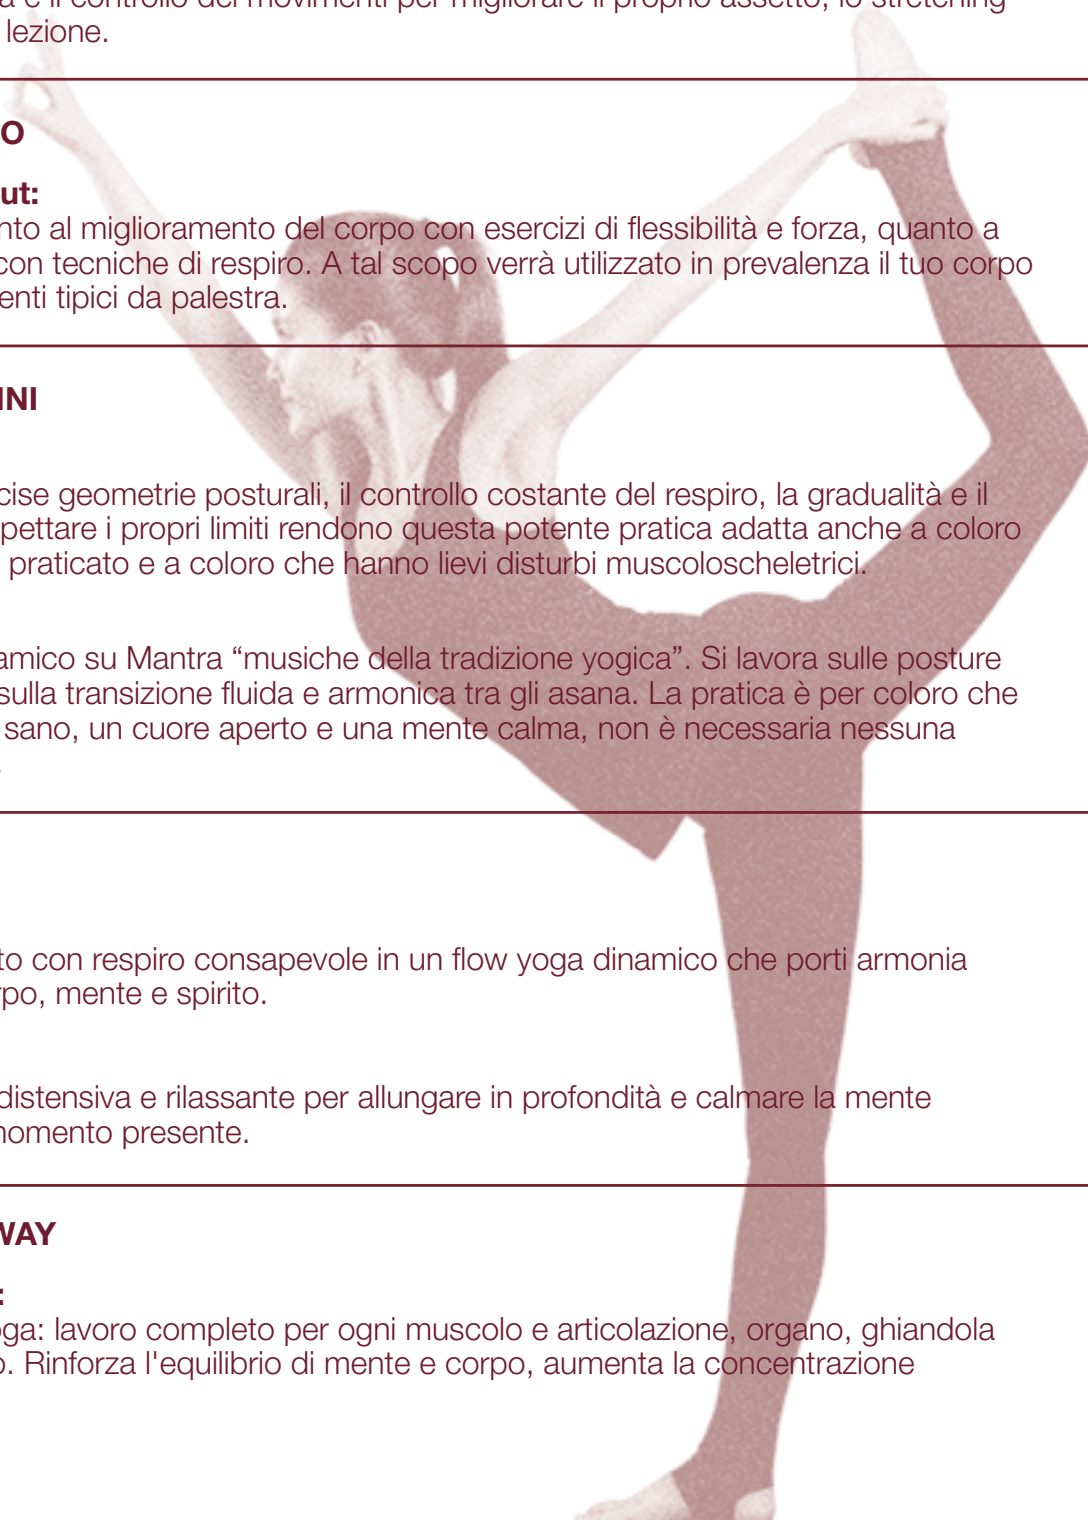 e il controllo dei movimenti per migliorare il proprio assetto, lo stretching
lezione.
O
ut:
nto al miglioramento del corpo con esercizi di flessibilità e forza, quanto a
con tecniche di respiro. A tal scopo verrà utilizzato in prevalenza il tuo corpo
enti tipici da palestra.
INI
cise geometrie posturali, il controllo costante del respiro, la gradualità e il
pettare i propri limiti rendono questa potente pratica adatta anche a coloro
praticato e a coloro che hanno lievi disturbi muscoloscheletrici.
amico su Mantra “musiche della tradizione yogica”. Si lavora sulle posture
sulla transizione fluida e armonica tra gli asana. La pratica è per coloro che
sano, un cuore aperto e una mente calma, non è necessaria nessuna
to con respiro consapevole in un flow yoga dinamico che porti armonia
rpo, mente e spirito.
distensiva e rilassante per allungare in profondità e calmare la mente
momento presente.
WAY
:
oga: lavoro completo per ogni muscolo e articolazione, organo, ghiandola
o. Rinforza l'equilibrio di mente e corpo, aumenta la concentrazione